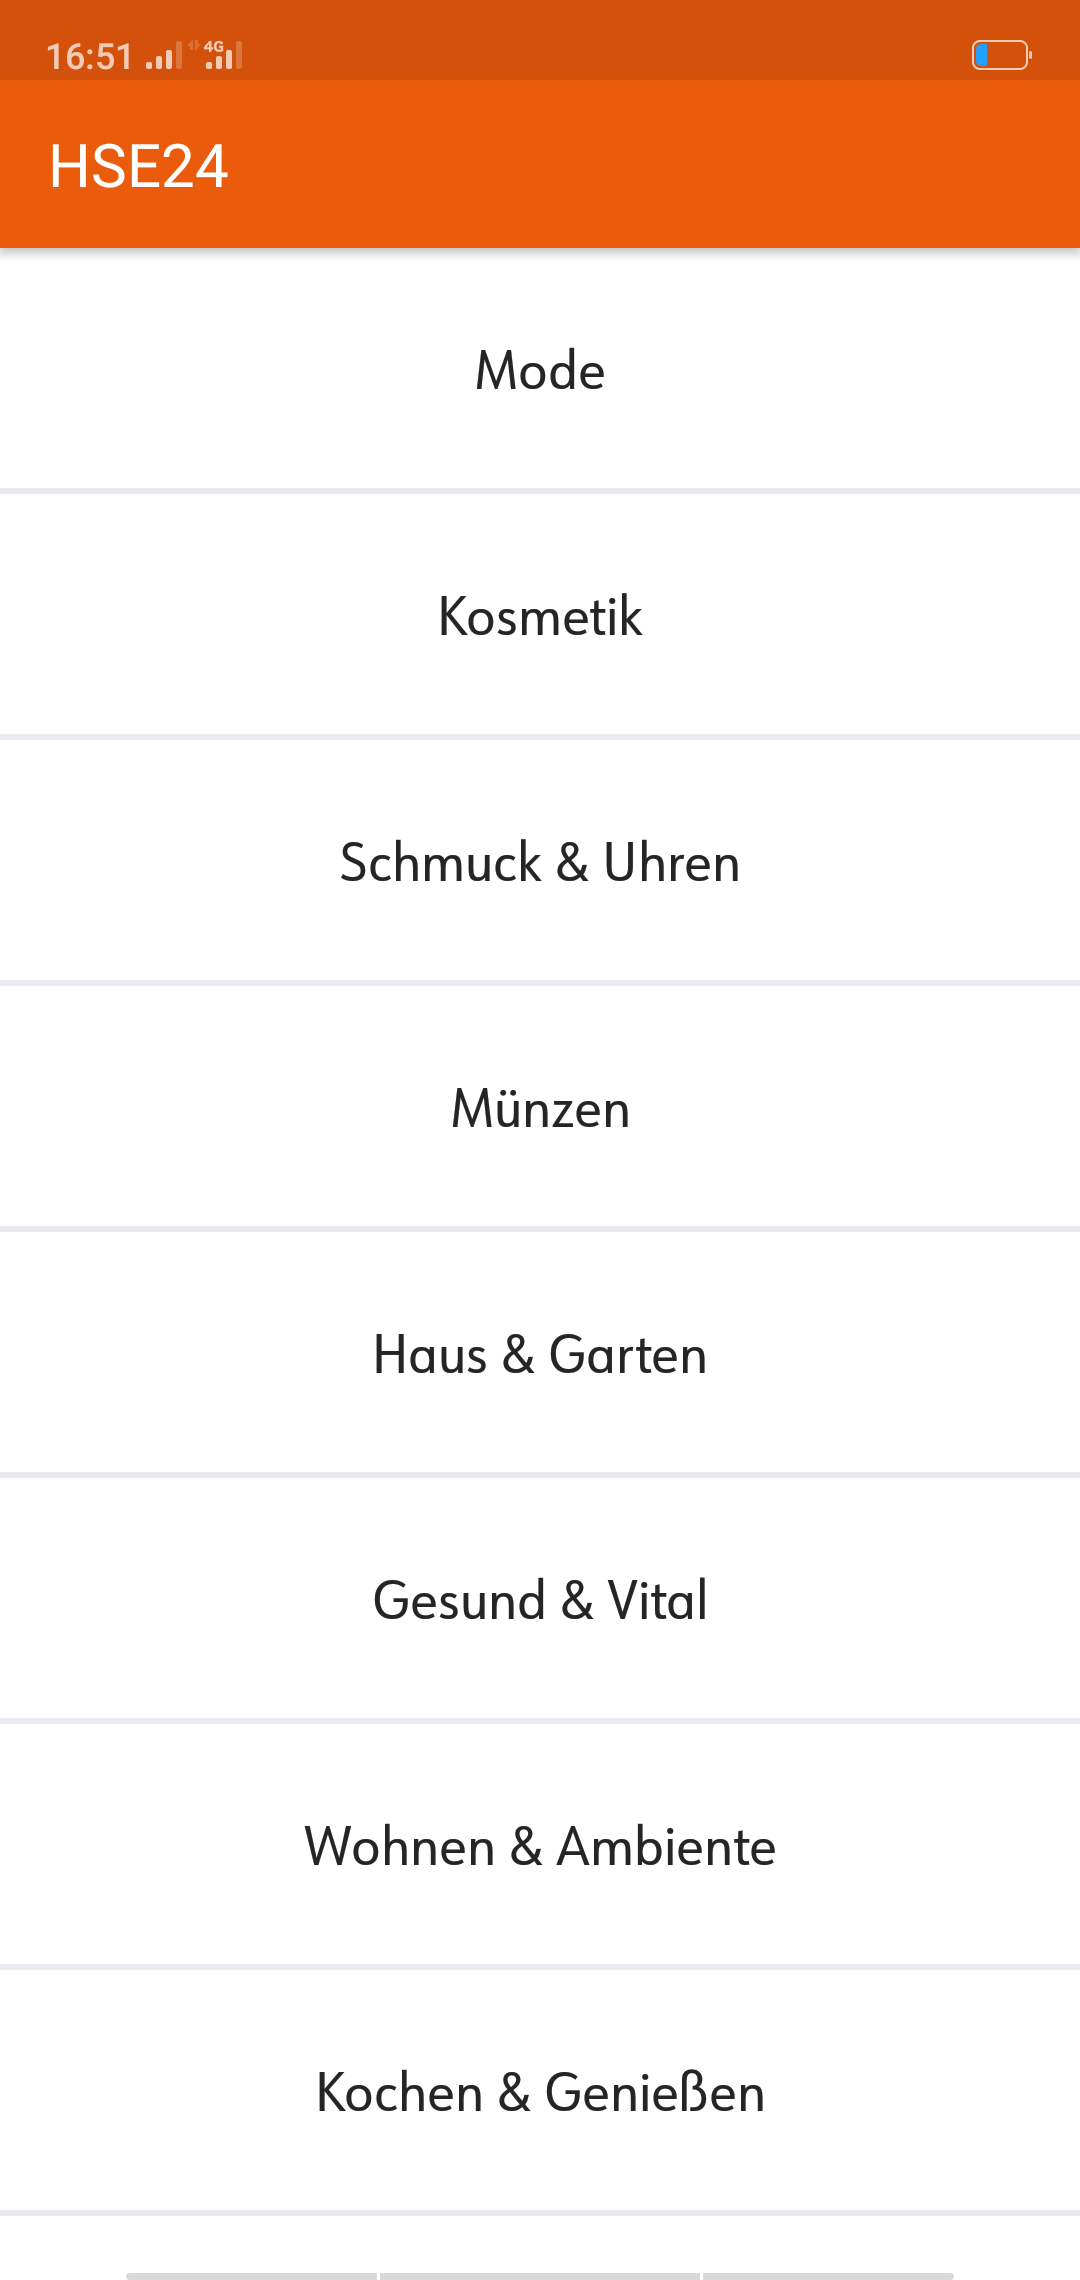 16:51 4G
HSE24
Mode
Kosmetik
Schmuck & Uhren
Münzen
Haus & Garten
Gesund & Vital
Wohnen & Ambiente
Kochen & Genießen